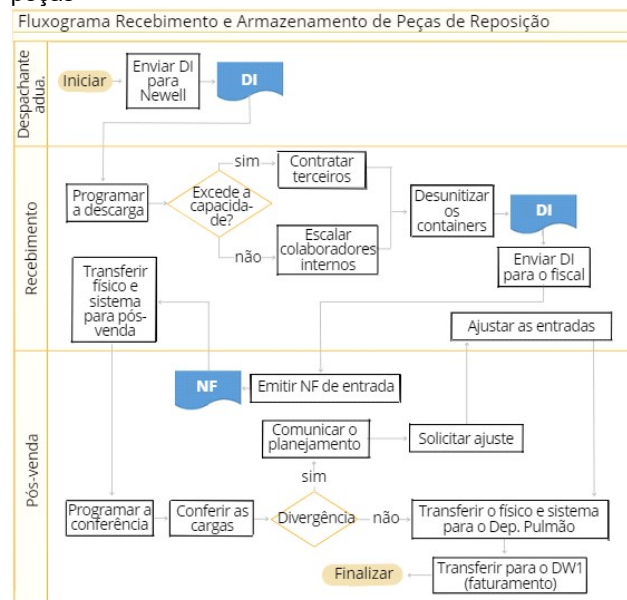 peças
Fluxograma Recebimento e Armazenamento de Peças de Reposição
Despachante
adua.
Iniciar
Enviar DI
para
Newell
DI
Recebimento
Programar
a descarga
Excede a
capacida-
de?
sim
Contratar
terceiros
não
Escalar
colaboradores
internos
Desunitizar
os
containers
DI
Enviar DI
para o fiscal
Transferir
físico e
sistema
para pós-
venda
Ajustar as entradas
Pós-venda
NF
Emitir NF de entrada
Comunicar o
planejamento
Solicitar ajuste
sim
Programar a
conferência
Conferir as
cargas
Divergência
não
Transferir o físico e sistema
para o Dep. Pulmão
Transferir para o DW1
(faturamento)
Finalizar